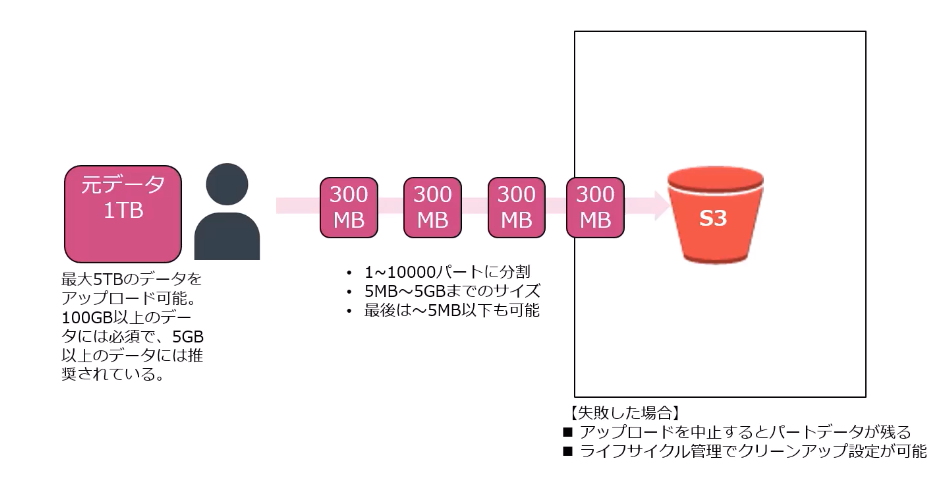 元データ
1TB
300
MB
300
MB
300
MB
300
MB
S3
最大5TBのデータを
アップロード可能。
100GB以上のデー
タには必須で、5GB
以上のデータには推
奨されている。
• 1~10000パートに分割
• 5MB～5GBまでのサイズ
• 最後は～5MB以下も可能
【失敗した場合】
■ アップロードを中止するとパートデータが残る
■ ライフサイクル管理でクリーンアップ設定が可能